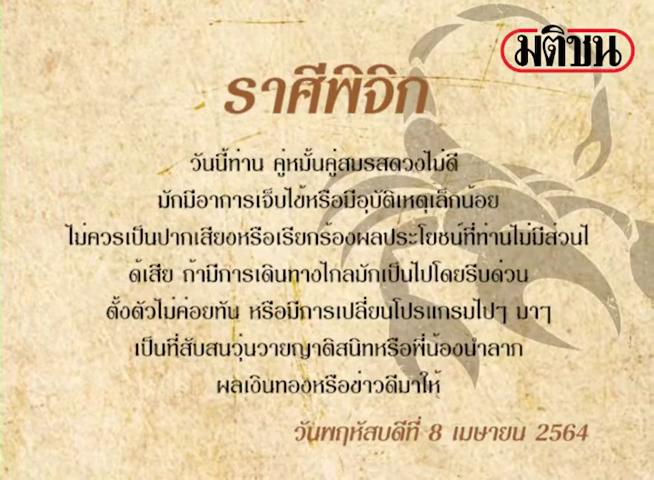 มติชน
ราศีพิจิก
วันนี้ท่าน คู่หมั้นคู่สมรสดวงไม่ดี
มักมีอาการเจ็บไข้หรือมีอุบัติเหตุเล็กน้อย
ไม่ควรเป็นปากเสียงหรือเรียกร้องผลประโยชน์ที่ท่านไม่มีส่วนไ
ด้เสีย ถ้ามีการเดินทางไกลมักเป็นไปโดยรีบด่วน
ตั้งตัวไม่ค่อยทัน หรือมีการเปลี่ยนโปรแกรมไปๆ มาๆ
เป็นที่สับสนวุ่นวายญาติสนิทหรือพี่น้องนำลาภ
ผลเงินทองหรือข่าวดีมาให้
วันพฤหัสบดีที่ 8 เมษายน 2564